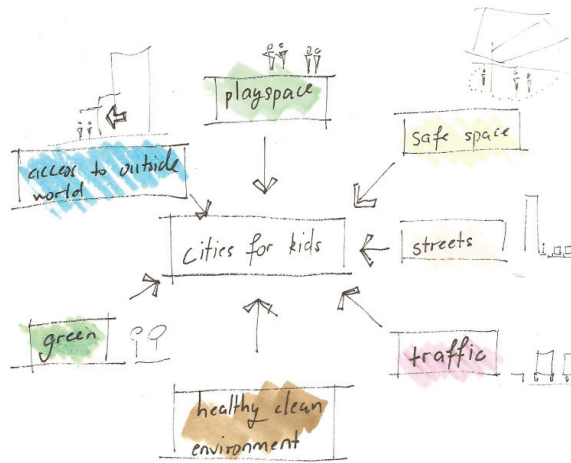 playspace
safe space
access to outside
world
cities for kids
streets
green
traffic
healthy clean
environment